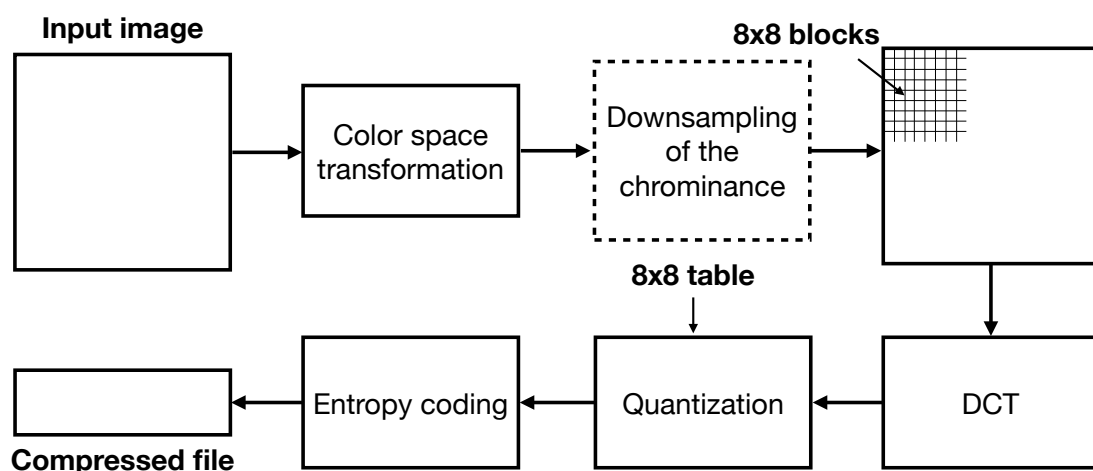 Input image
8x8 blocks
Color space
transformation
Downsampling
of the
chrominance
8x8 table
Entropy coding
Quantization
DCT
Compressed file